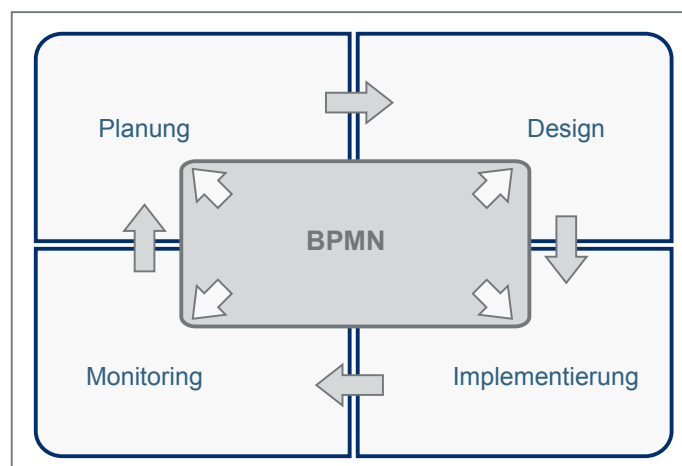 Planung
Design
BPMN
Monitoring
Implementierung